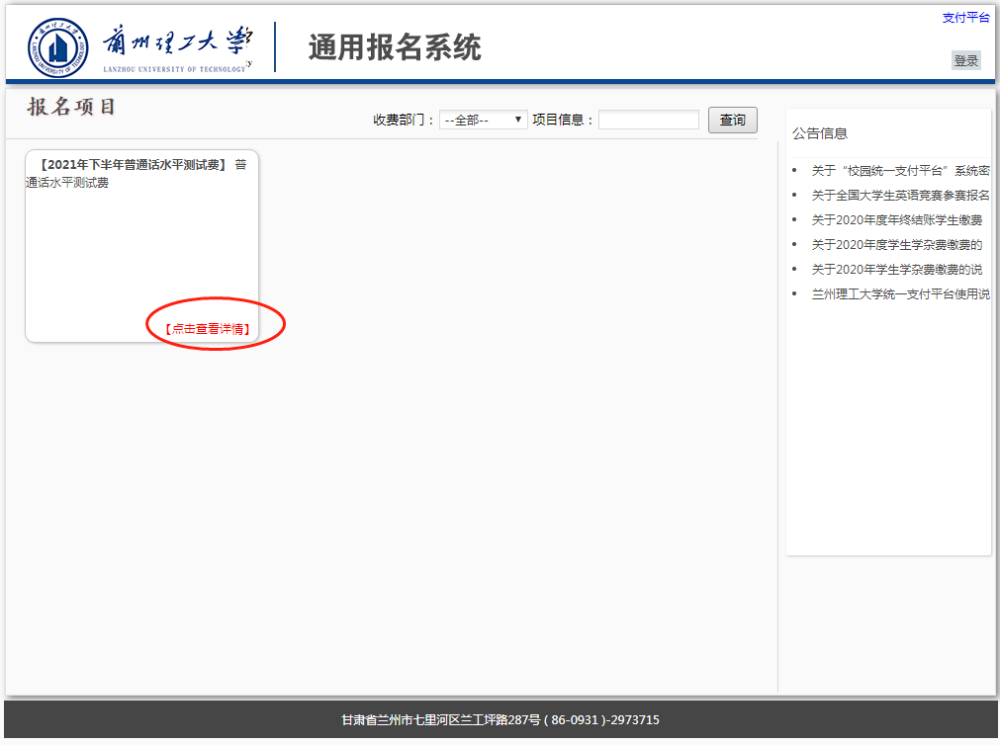 支付平台
蘭州理工大學
LANZHOU UNIVERSITY OF TECHNOLOGY
通用报名系统
登录
报名项目
收费部门： --全部-- 项目信息： 查询
【2021年下半年普通话水平测试费】 普
通话水平测试费
【点击查看详情】
公告信息
关于“校园统一支付平台”系统密
关于全国大学生英语竞赛参赛报名
关于2020年度年终结账学生缴费
关于2020年度学生学杂费缴费的
关于2020年学生学杂费缴费的说
兰州理工大学统一支付平台使用说
甘肃省兰州市七里河区兰工坪路287号 ( 86-0931 )-2973715